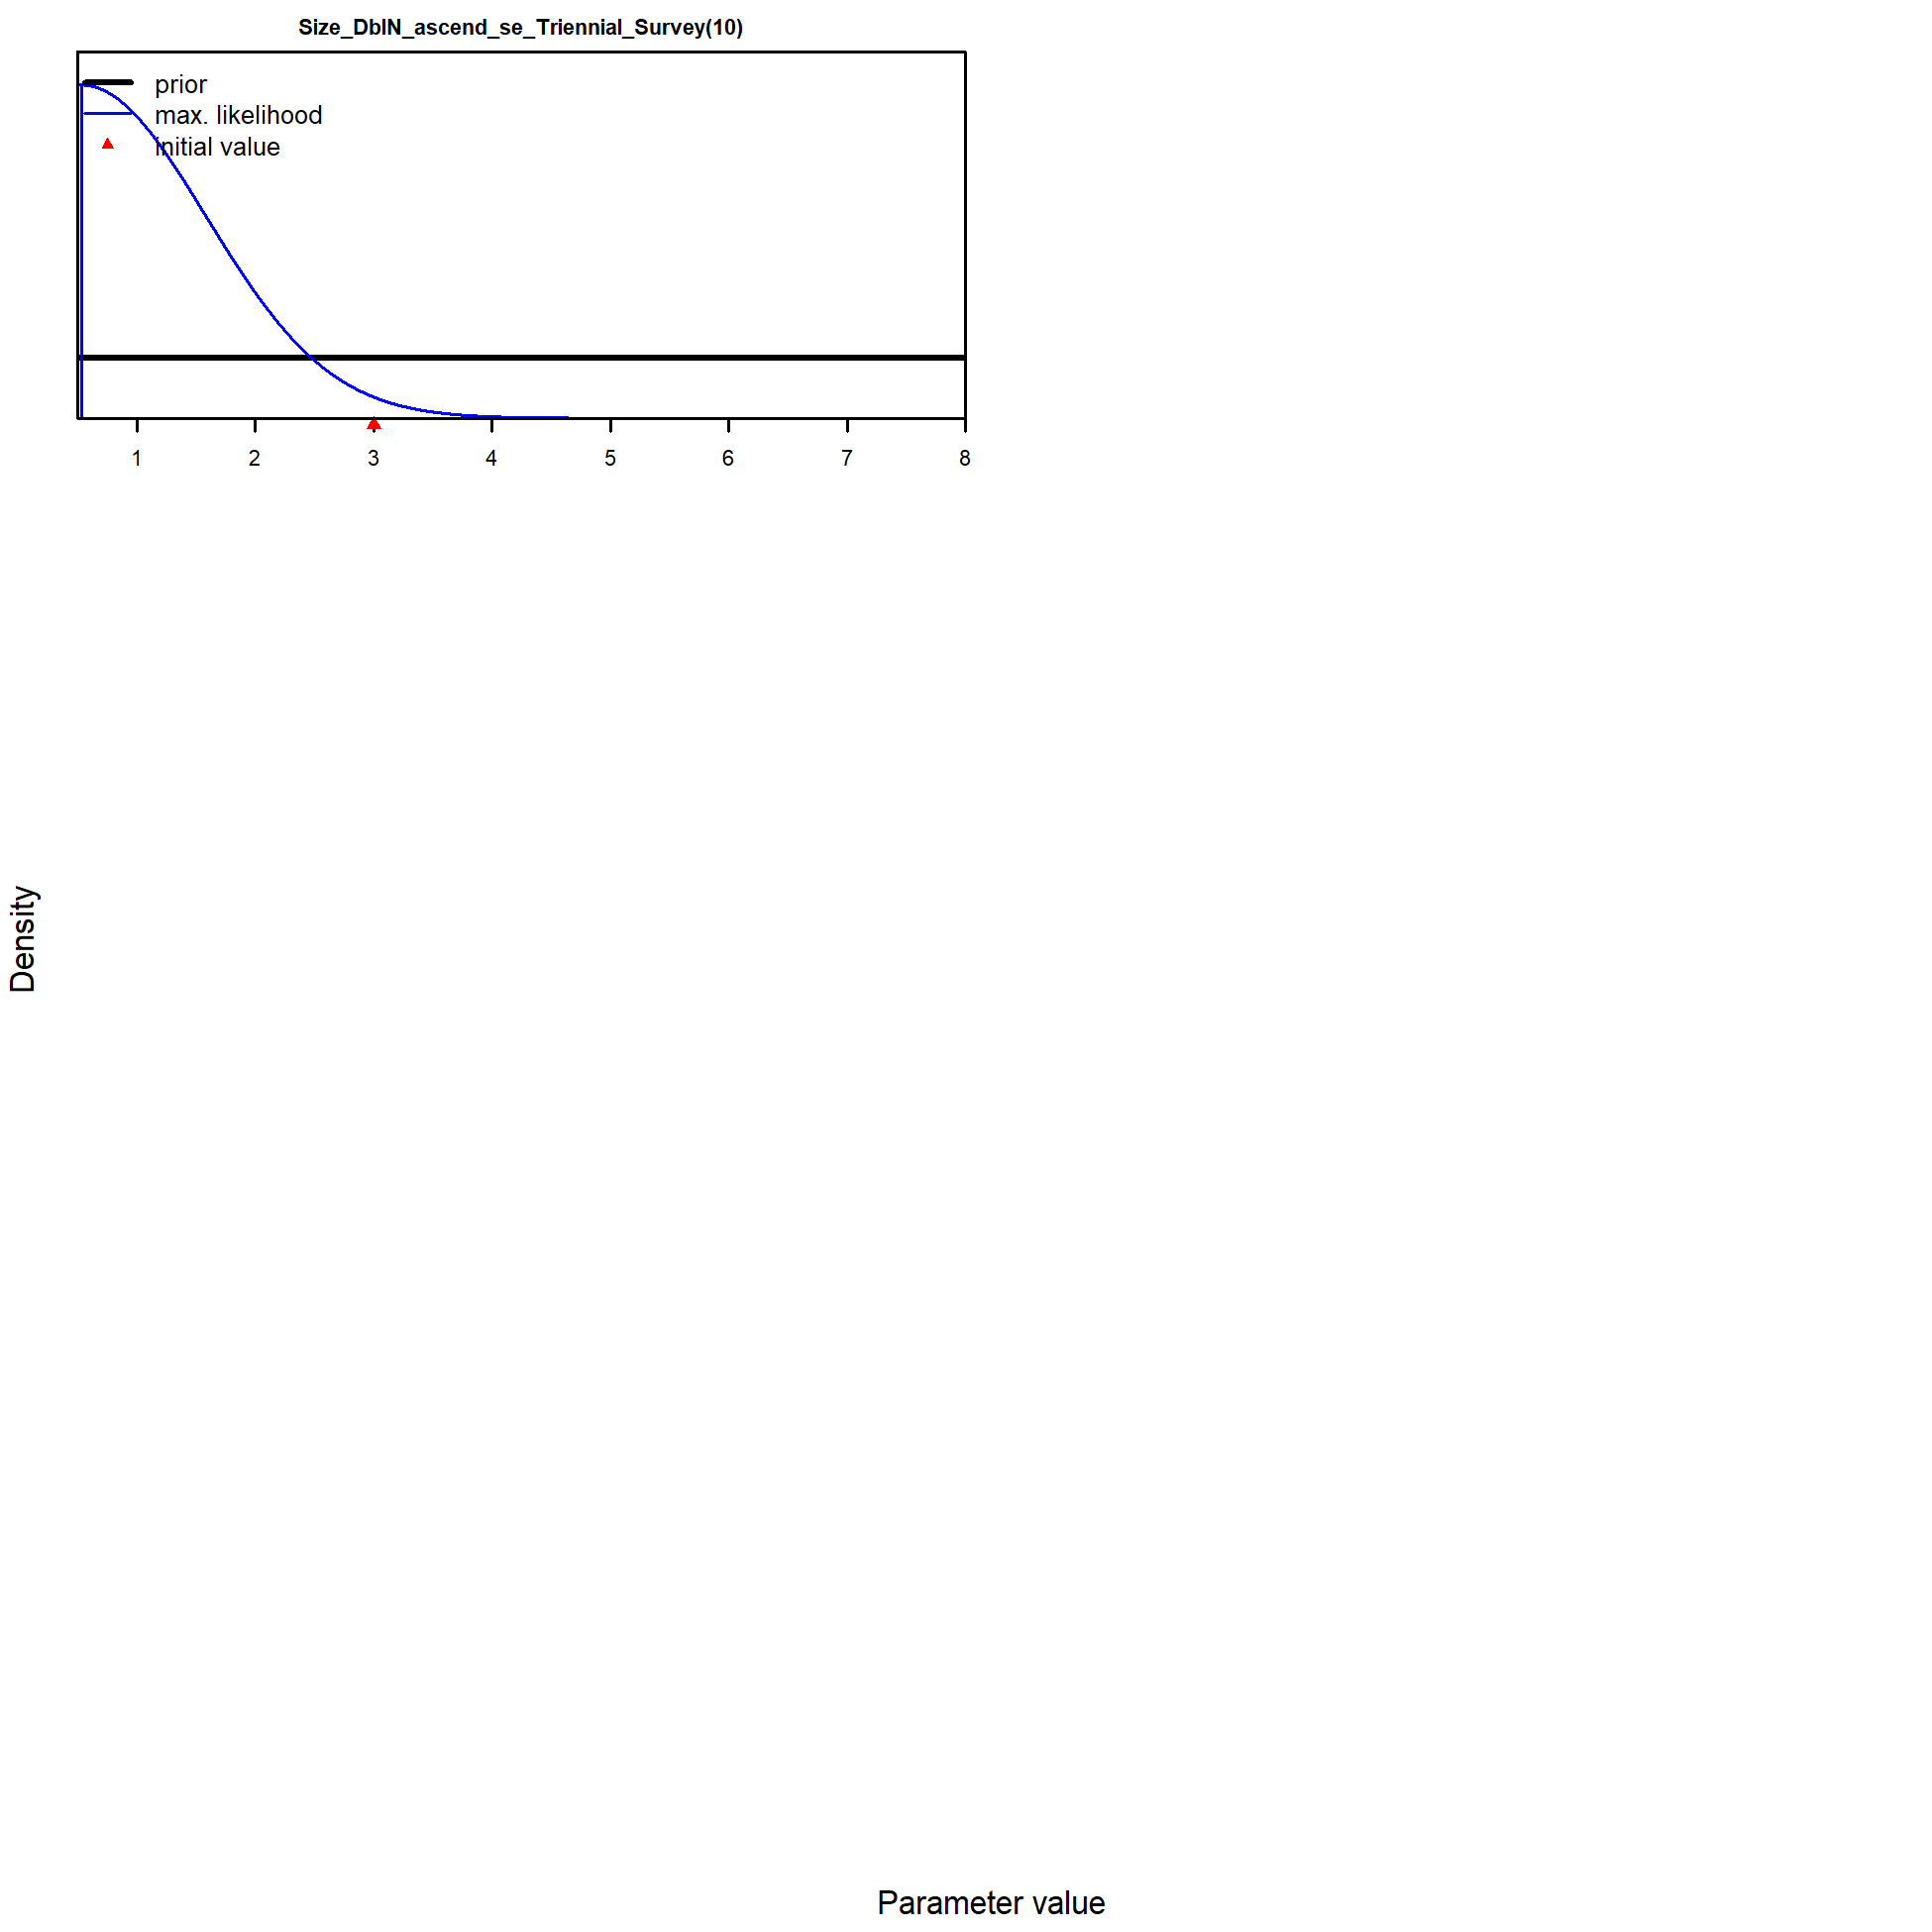 Size_DblN_ascend_se_Triennial_Survey(10)
prior
max. likelihood
initial value
1 2 3 4 5 6 7 8
Density
Parameter value